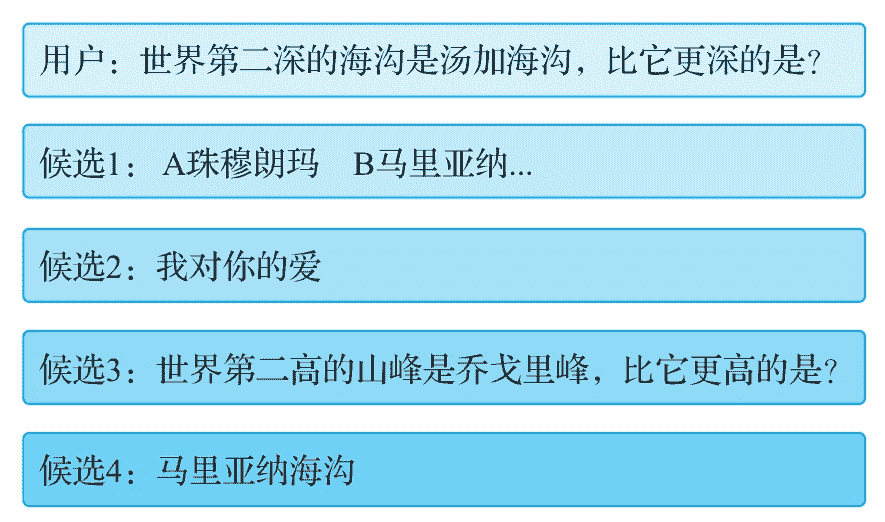 用户：世界第二深的海沟是汤加海沟，比它更深的是？
候选1： A珠穆朗玛　B马里亚纳...
候选2：我对你的爱
候选3：世界第二高的山峰是乔戈里峰，比它更高的是？
候选4：马里亚纳海沟